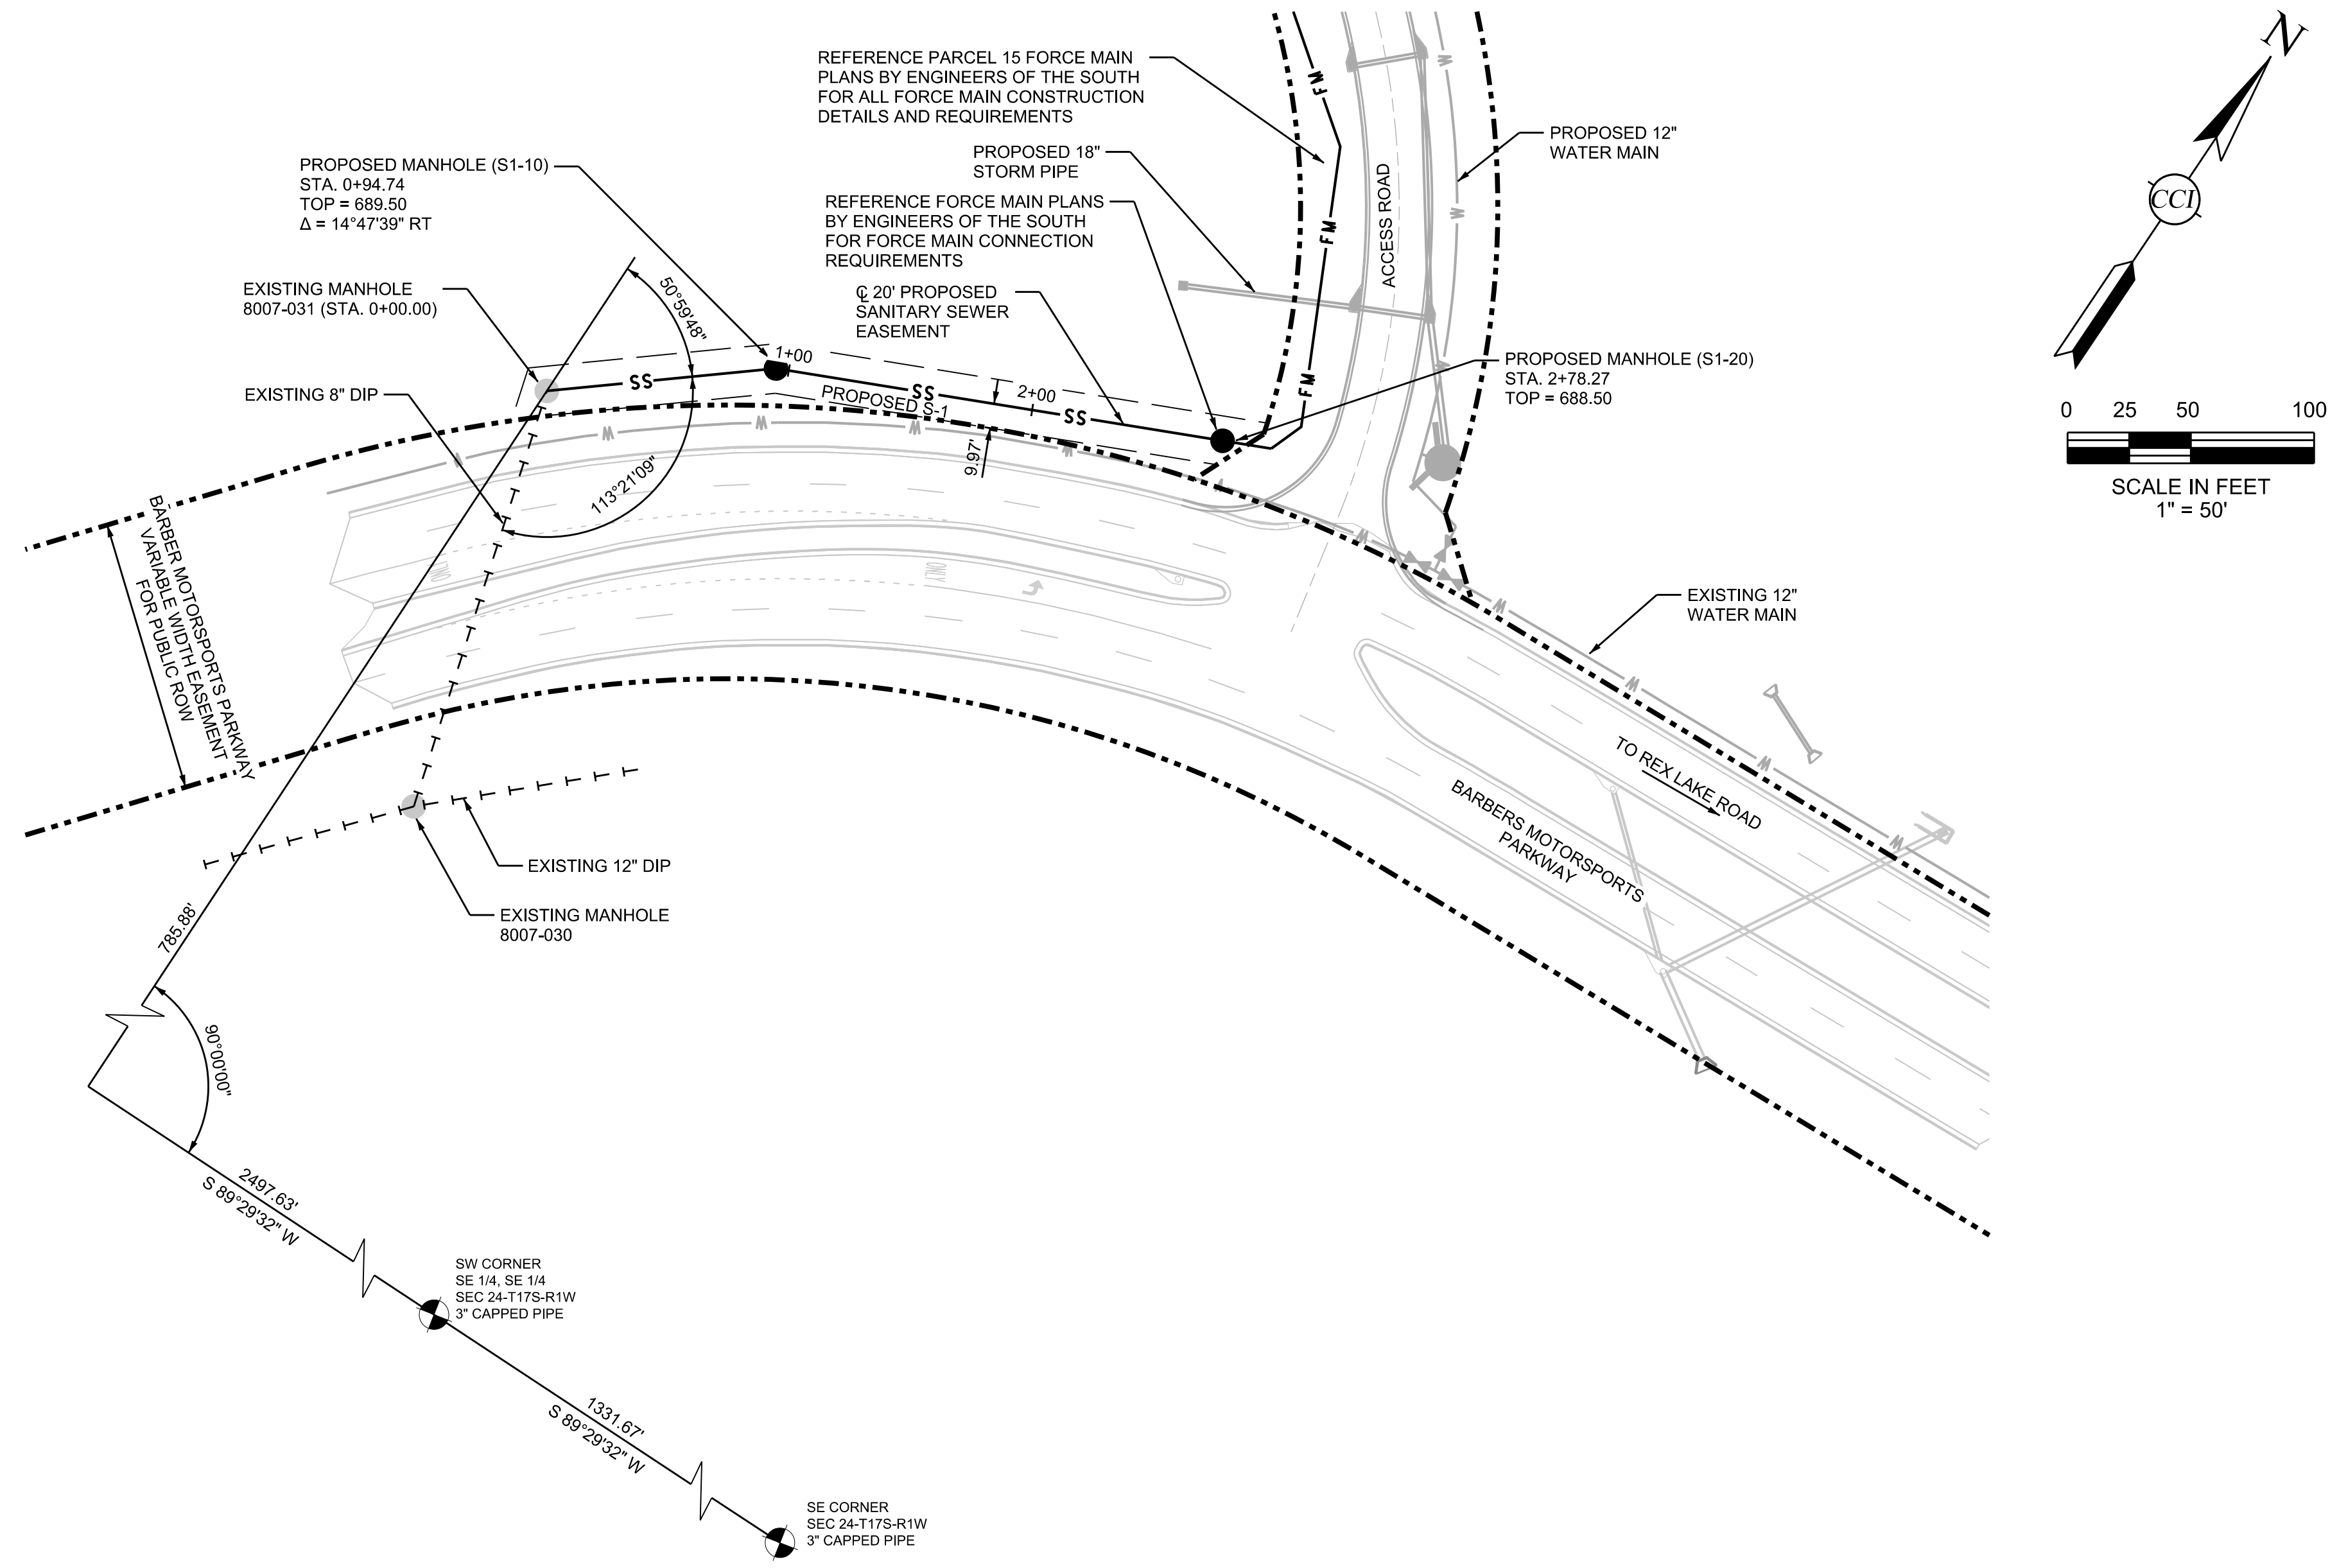 REFERENCE PARCEL 15 FORCE MAIN
PLANS BY ENGINEERS OF THE SOUTH
FOR ALL FORCE MAIN CONSTRUCTION
DETAILS AND REQUIREMENTS
PROPOSED 18"
STORM PIPE
REFERENCE FORCE MAIN PLANS
BY ENGINEERS OF THE SOUTH
FOR FORCE MAIN CONNECTION
REQUIREMENTS
℄ 20' PROPOSED
SANITARY SEWER
EASEMENT
PROPOSED MANHOLE (S1-10)
STA. 0+94.74
TOP = 689.50
Δ = 14°47'39" RT
EXISTING MANHOLE
8007-031 (STA. 0+00.00)
EXISTING 8" DIP
50°59'48"
113°21'09"
1+00
2+00
SS
SS
SS
PROPOSED S-1
9.97'
FM
FM
FM
ACCESS ROAD
PROPOSED 12"
WATER MAIN
W
W
W
PROPOSED MANHOLE (S1-20)
STA. 2+78.27
TOP = 688.50
N
CCI
0 25 50 100
SCALE IN FEET
1" = 50'
W
W
W
W
W
W
W
W
W
W
W
ONLY
ONLY
BARBER MOTORSPORTS PARKWAY
VARIABLE WIDTH EASEMENT
FOR PUBLIC ROW
EXISTING 12"
WATER MAIN
TO REX LAKE ROAD
BARBERS MOTORSPORTS
PARKWAY
EXISTING 12" DIP
EXISTING MANHOLE
8007-030
785.88'
90°00'00"
2497.63'
S 89°29'32" W
SW CORNER
SE 1/4, SE 1/4
SEC 24-T17S-R1W
3" CAPPED PIPE
1331.67'
S 89°29'32" W
SE CORNER
SEC 24-T17S-R1W
3" CAPPED PIPE